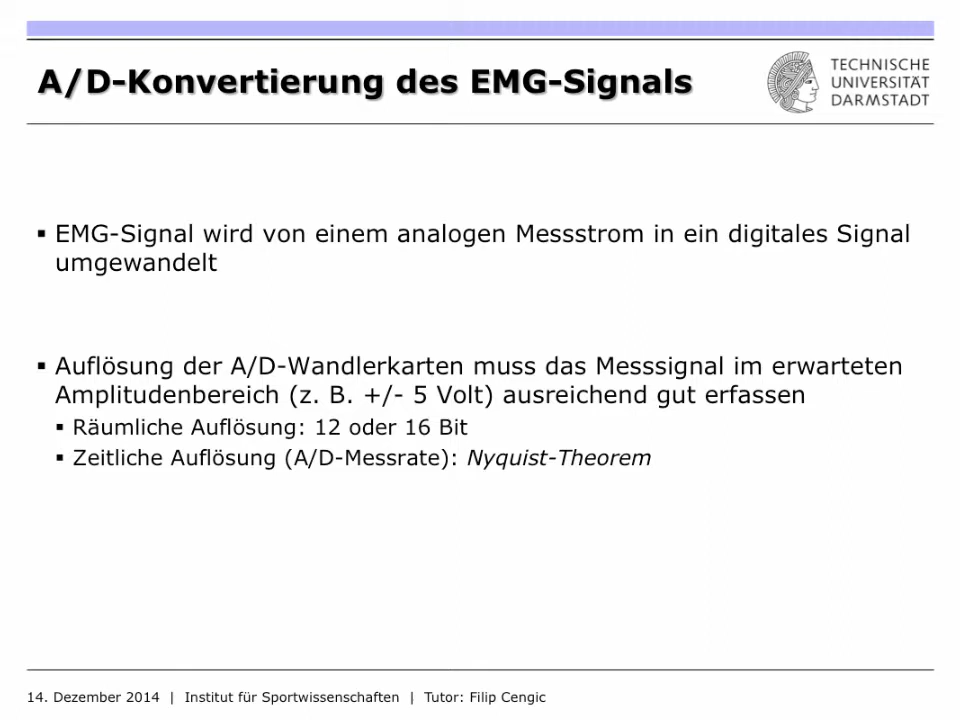 A/D-Konvertierung des EMG-Signals
TECHNISCHE
UNIVERSITÄT
DARMSTADT
▪ EMG-Signal wird von einem analogen Messstrom in ein digitales Signal
umgewandelt
▪ Auflösung der A/D-Wandlerkarten muss das Messsignal im erwarteten
Amplitudenbereich (z. B. +/- 5 Volt) ausreichend gut erfassen
▪ Räumliche Auflösung: 12 oder 16 Bit
▪ Zeitliche Auflösung (A/D-Messrate): Nyquist-Theorem
14. Dezember 2014 | Institut für Sportwissenschaften | Tutor: Filip Cengic